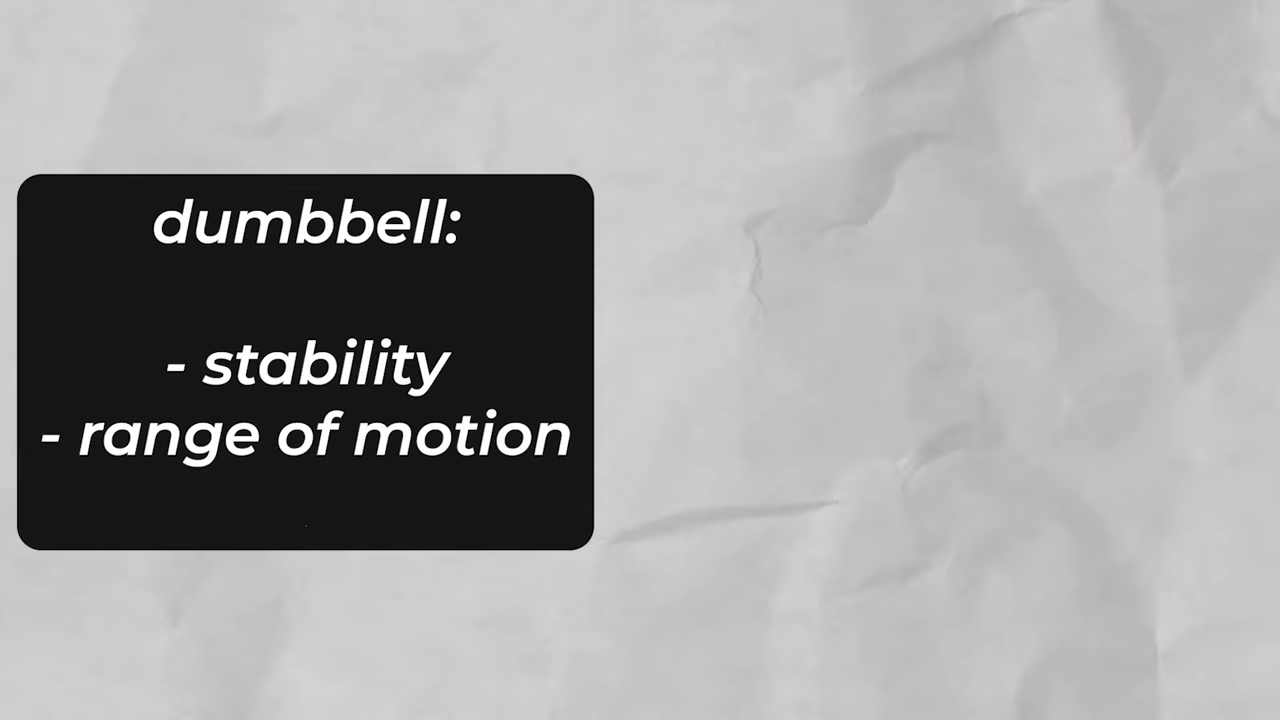 dumbbell:
- stability
- range of motion